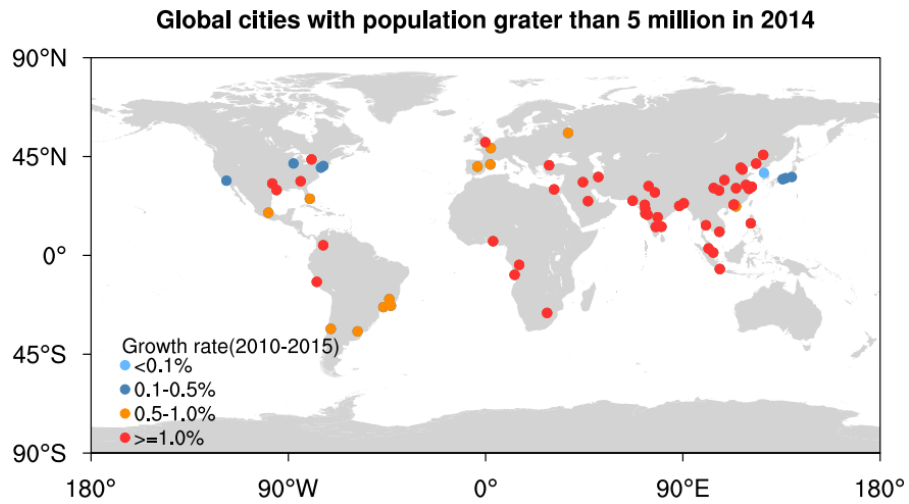 Global cities with population grater than 5 million in 2014
90°N
45°N
0°
45°S
90°S
Growth rate(2010-2015)
<0.1%
0.1-0.5%
0.5-1.0%
>=1.0%
180° 90°W 0° 90°E 180°